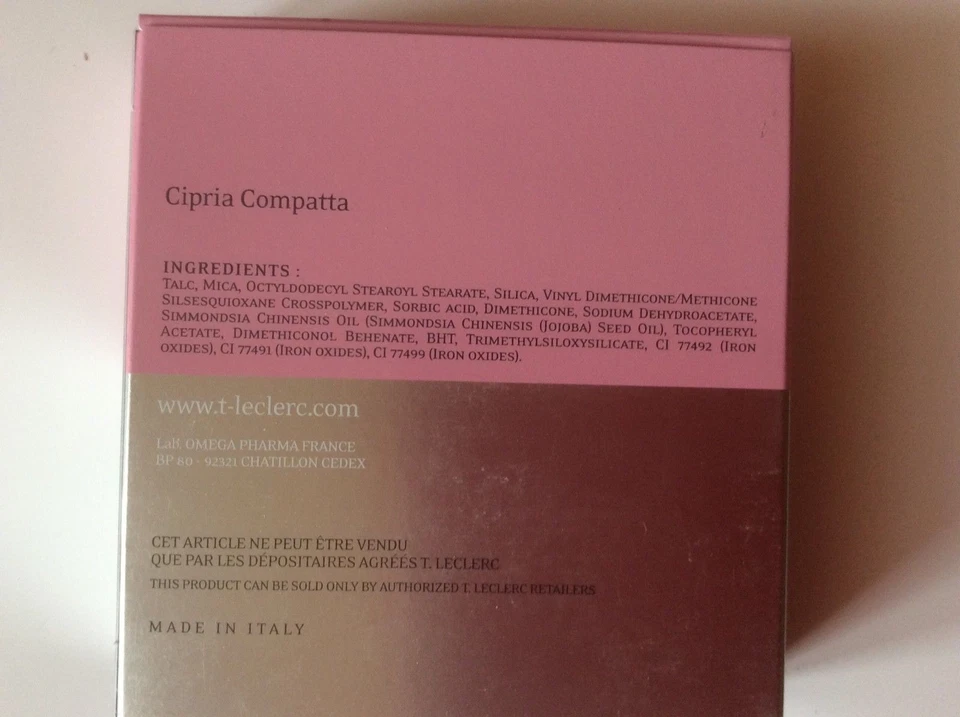 Cipria Compatta
INGREDIENTS :
TALC, MICA, OCTYLDODECYL STEAROYL STEARATE, SILICA, VINYL DIMETHICONE/METHICONE
SILSESQUIOXANE CROSSPOLYMER, SORBIC ACID, DIMETHICONE, SODIUM DEHYDROACETATE,
SIMMONDSIA CHINENSIS OIL (SIMMONDSIA CHINENSIS (JOJOBA) SEED OIL), TOCOPHERYL
ACETATE, DIMETHICONOL BEHENATE, BHT, TRIMETHYLSILOXYSILICATE, CI 77492 (IRON
OXIDES), CI 77491 (IRON OXIDES), CI 77499 (IRON OXIDES).
www.t-leclerc.com
LaB. OMEGA PHARMA FRANCE
BP 80 - 92321 CHATILLON CEDEX
CET ARTICLE NE PEUT ÊTRE VENDU
QUE PAR LES DÉPOSITAIRES AGRÉÉS T. LECLERC
THIS PRODUCT CAN BE SOLD ONLY BY AUTHORIZED T. LECLERC RETAILERS
MADE IN ITALY